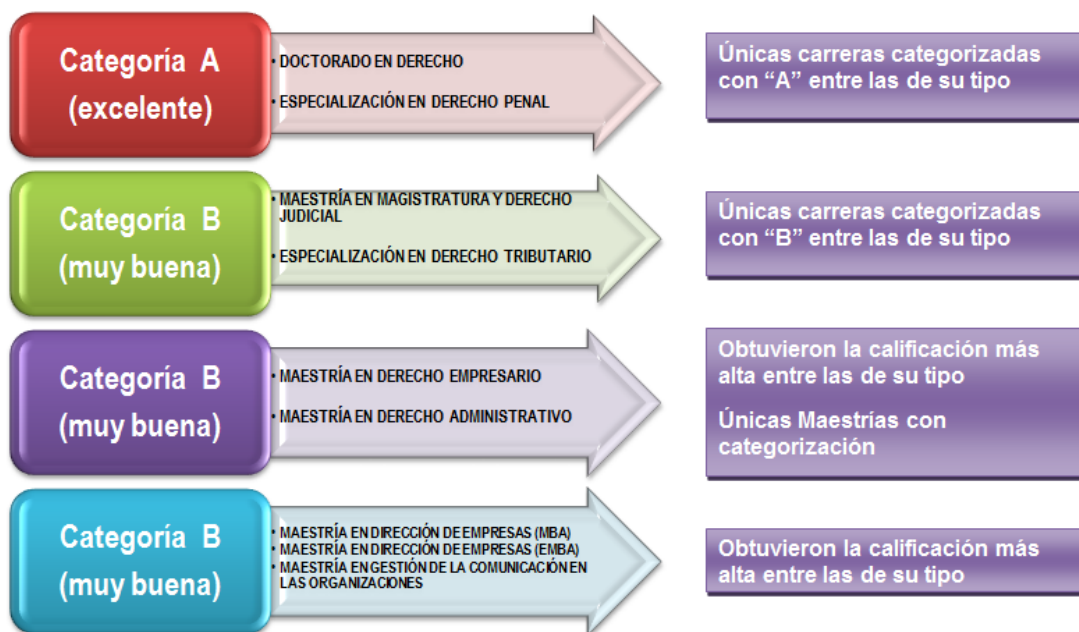 Categoría A
(excelente)
• DOCTORADO EN DERECHO
• ESPECIALIZACIÓN EN DERECHO PENAL
Únicas carreras categorizadas
con “A” entre las de su tipo
Categoría B
(muy buena)
• MAESTRÍA EN MAGISTRATURA Y DERECHO
JUDICIAL
• ESPECIALIZACIÓN EN DERECHO TRIBUTARIO
Únicas carreras categorizadas
con “B” entre las de su tipo
Categoría B
(muy buena)
• MAESTRÍA EN DERECHO EMPRESARIO
• MAESTRÍA EN DERECHO ADMINISTRATIVO
Obtuvieron la calificación más
alta entre las de su tipo
Únicas Maestrías con
categorización
Categoría B
(muy buena)
• MAESTRÍA EN DIRECCIÓN DE EMPRESAS (MBA)
• MAESTRÍA EN DIRECCIÓN DE EMPRESAS (EMBA)
• MAESTRÍA EN GESTIÓN DE LA COMUNICACIÓN EN
LAS ORGANIZACIONES
Obtuvieron la calificación más
alta entre las de su tipo